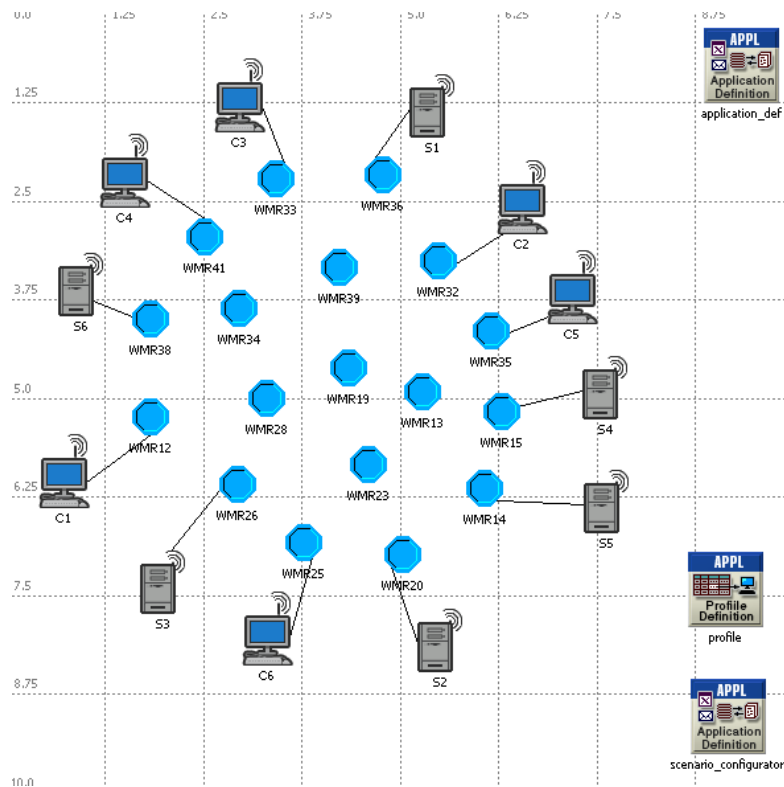 0.0 1.25 2.5 3.75 5.0 6.25 7.5 8.75
APPL
Application
Definition
application_def
1.25
C3
S1
C4
WMR33
WMR36
2.5
C2
WMR41
WMR39
WMR32
3.75
S6
C5
WMR38
WMR34
WMR35
5.0
WMR19
WMR13
S4
WMR28
WMR15
WMR12
6.25
C1
WMR26
WMR23
WMR14
S5
APPL
Profile
Definition
profile
WMR25
WMR20
7.5
S3
C6
S2
8.75
APPL
Application
Definition
scenario_configurator
10.0